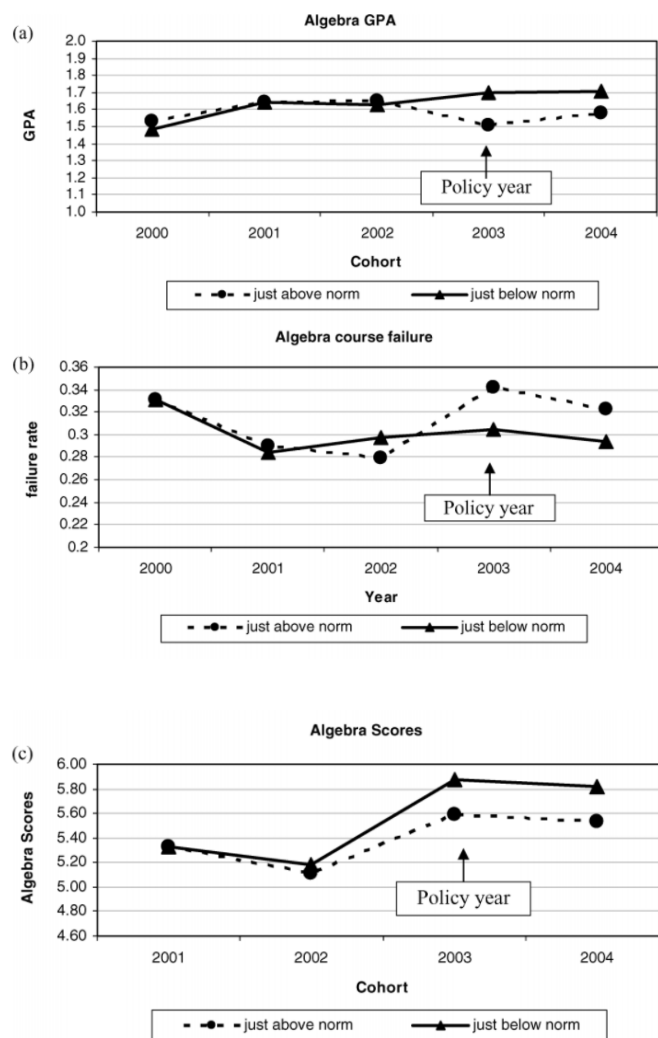 Algebra GPA
(a)
2.0
1.9
1.8
1.7
1.6
1.5
1.4
1.3
1.2
1.1
1.0
GPA
Policy year
2000 2001 2002 2003 2004
Cohort
just above norm just below norm
Algebra course failure
(b)
0.36
0.34
0.32
0.3
0.28
0.26
0.24
0.22
0.2
failure rate
Policy year
2000 2001 2002 2003 2004
Year
just above norm just below norm
Algebra Scores
(c)
6.00
5.80
5.60
5.40
5.20
5.00
4.80
4.60
Algebra Scores
Policy year
2001 2002 2003 2004
Cohort
just above norm just below norm